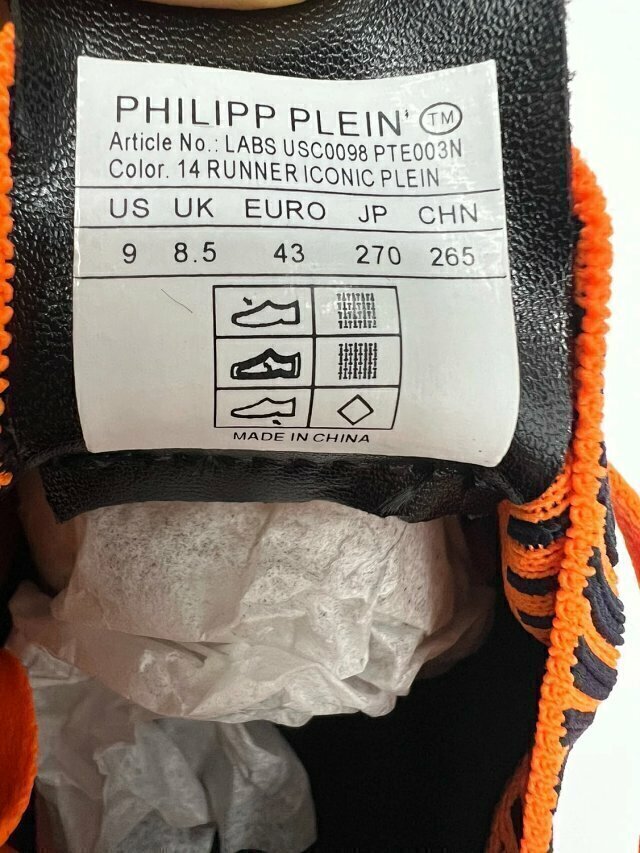 PHILIPP PLEIN' TM
Article No.: LABS USC0098 PTE003N
Color. 14 RUNNER ICONIC PLEIN
US UK EURO JP CHN
9 8.5 43 270 265
MADE IN CHINA